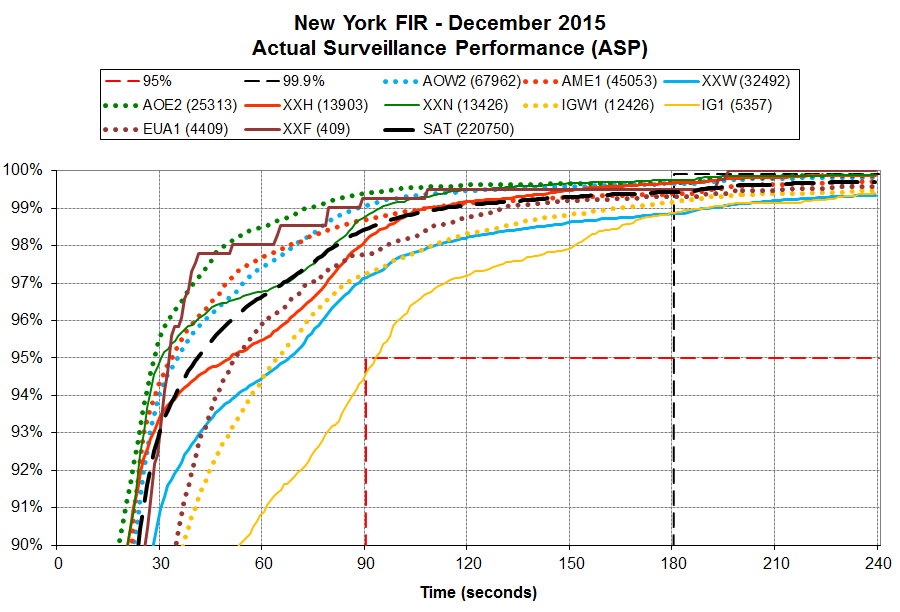 New York FIR - December 2015
Actual Surveillance Performance (ASP)
95% 99.9% AOW2 (67962) AME1 (45053) XXW (32492)
AOE2 (25313) XXH (13903) XXN (13426) IGW1 (12426) IG1 (5357)
EUA1 (4409) XXF (409) SAT (220750)
100%
99%
98%
97%
96%
95%
94%
93%
92%
91%
90%
0 30 60 90 120 150 180 210 240
Time (seconds)